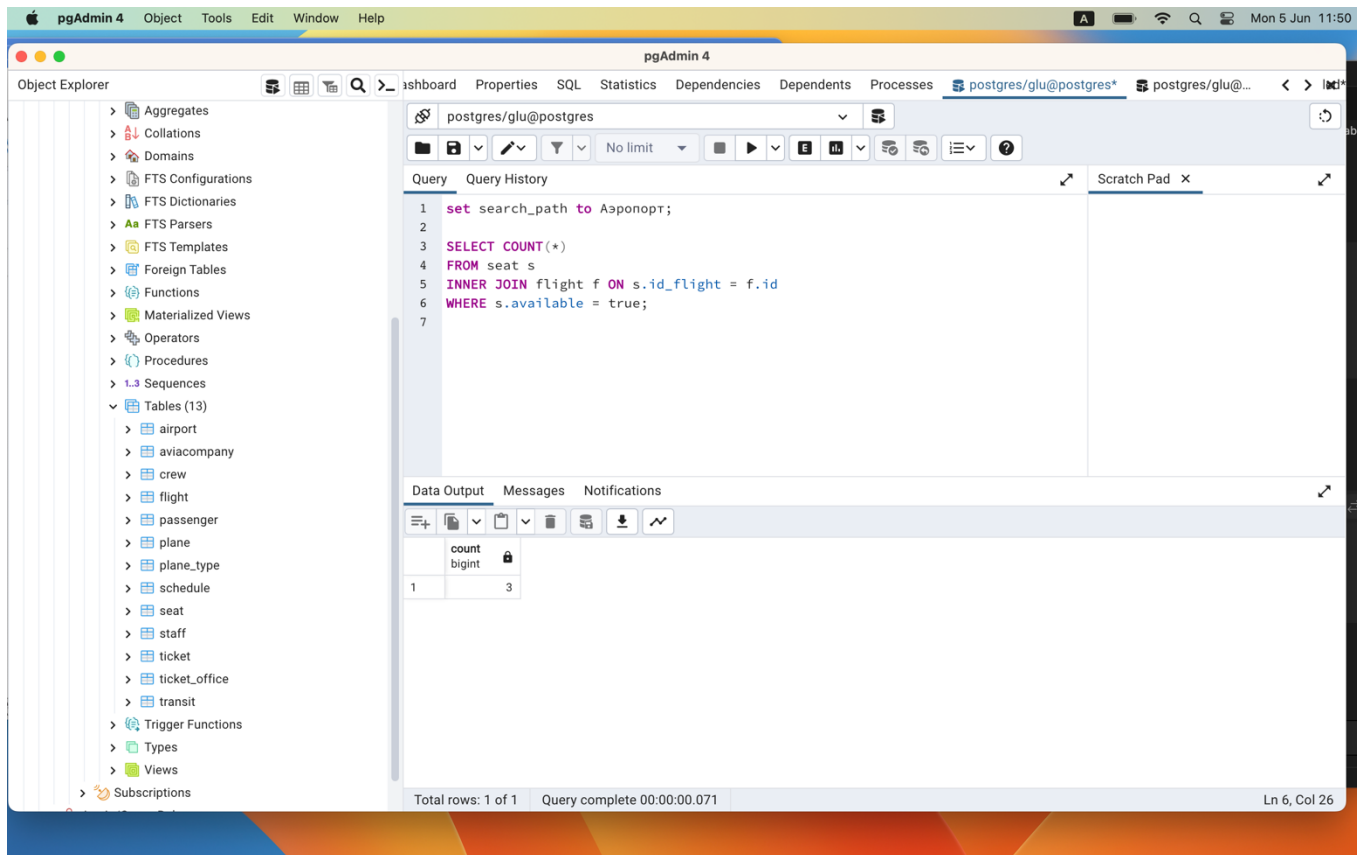 pgAdmin 4 Object Tools Edit Window Help
A Mon 5 Jun 11:50
pgAdmin 4
Object Explorer
ashboard Properties SQL Statistics Dependencies Dependents Processes postgres/glu@postgres* postgres/glu@...
Aggregates
Collations
Domains
FTS Configurations
FTS Dictionaries
Aa FTS Parsers
FTS Templates
Foreign Tables
Functions
Materialized Views
Operators
Procedures
1..3 Sequences
Tables (13)
airport
aviacompany
crew
flight
passenger
plane
plane_type
schedule
seat
staff
ticket
ticket_office
transit
Trigger Functions
Types
Views
Subscriptions
postgres/glu@postgres
No limit
E
Query Query History
Scratch Pad
1 set search_path to Аэропорт;
2
3 SELECT COUNT(*)
4 FROM seat s
5 INNER JOIN flight f ON s.id_flight = f.id
6 WHERE s.available = true;
7
Data Output Messages Notifications
count
bigint
1 3
Total rows: 1 of 1 Query complete 00:00:00.071 Ln 6, Col 26